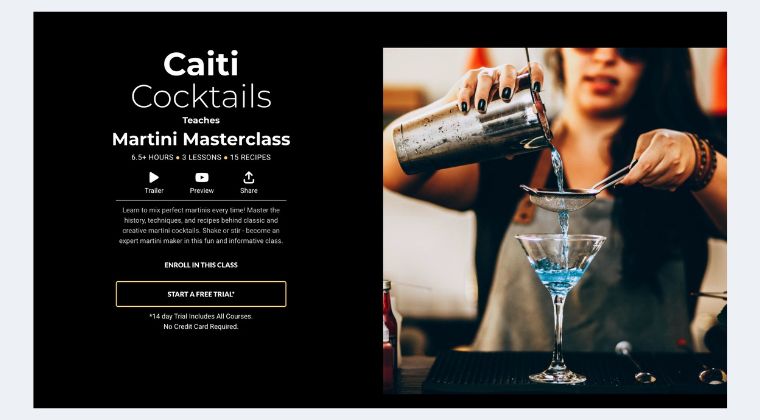 Caiti
Cocktails
Teaches
Martini Masterclass
6.5+ HOURS ● 3 LESSONS ● 15 RECIPES
Trailer Preview Share
Learn to mix perfect martinis every time! Master the
history, techniques, and recipes behind classic and
creative martini cocktails. Shake or stir - become an
expert martini maker in this fun and informative class.
ENROLL IN THIS CLASS
START A FREE TRIAL*
*14 day Trial Includes All Courses.
No Credit Card Required.